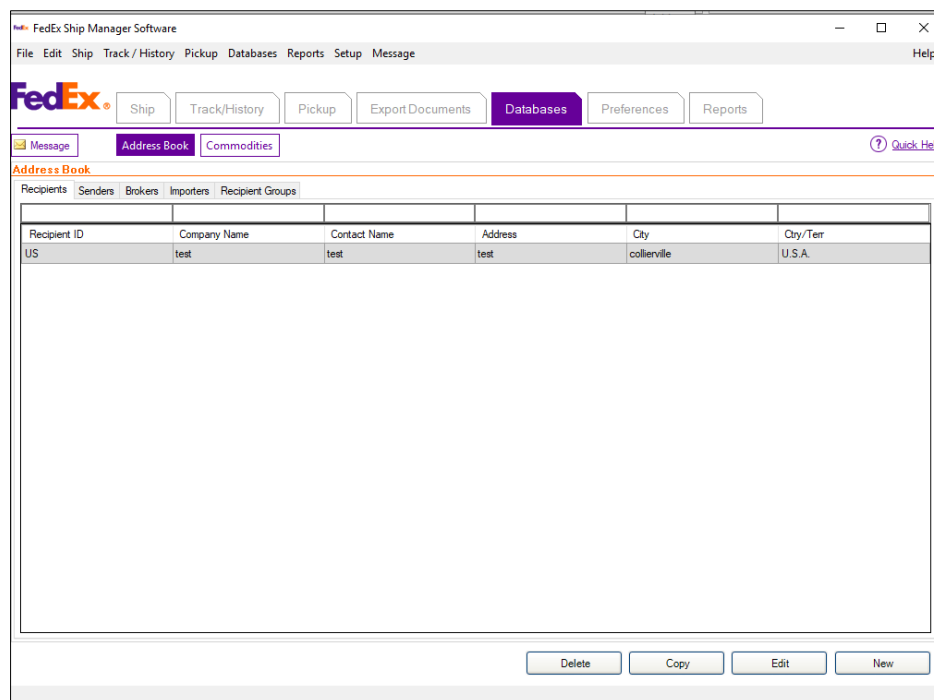 FedEx Ship Manager Software
File Edit Ship Track / History Pickup Databases Reports Setup Message Help
FedEx® Ship Track/History Pickup Export Documents Databases Preferences Reports
Message Address Book Commodities ? Quick He
Address Book
Recipients Senders Brokers Importers Recipient Groups
Recipient ID Company Name Contact Name Address City Ctry/Terr
US test test test collierville U.S.A.
Delete Copy Edit New